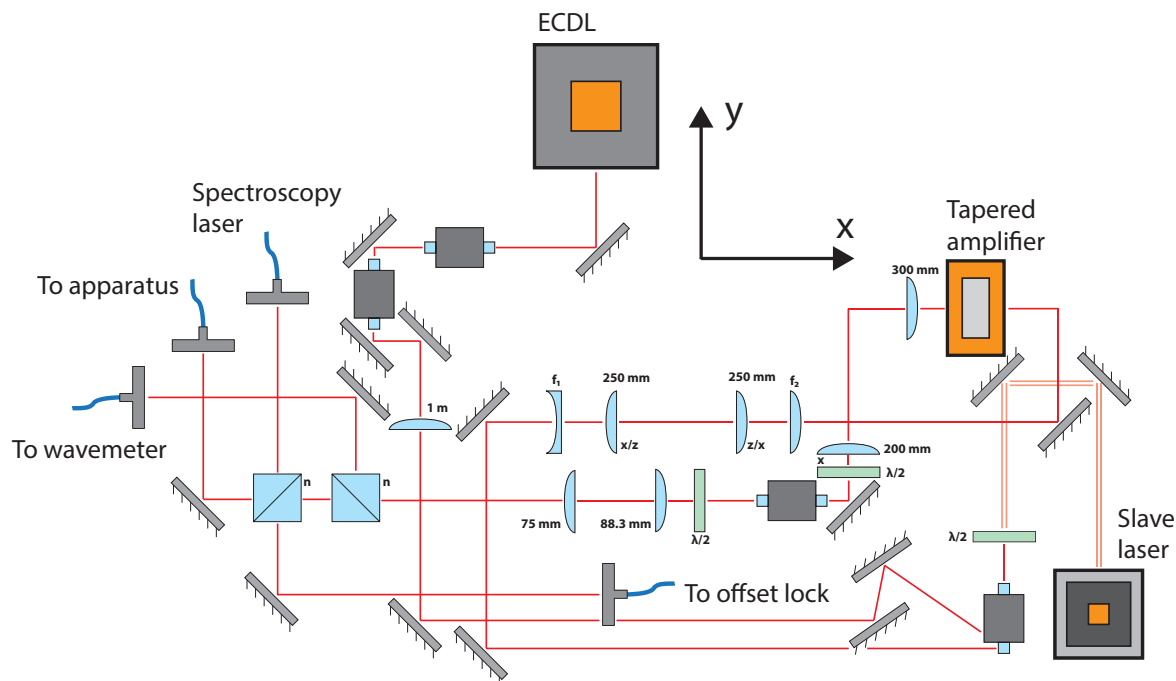 ECDL
y
x
Spectroscopy
laser
Tapered
amplifier
To apparatus
300 mm
1 m
f₁
250 mm
250 mm
f₂
x/z
z/x
To wavemeter
200 mm
x
λ/2
n
n
75 mm
88.3 mm
λ/2
λ/2
Slave
laser
To offset lock